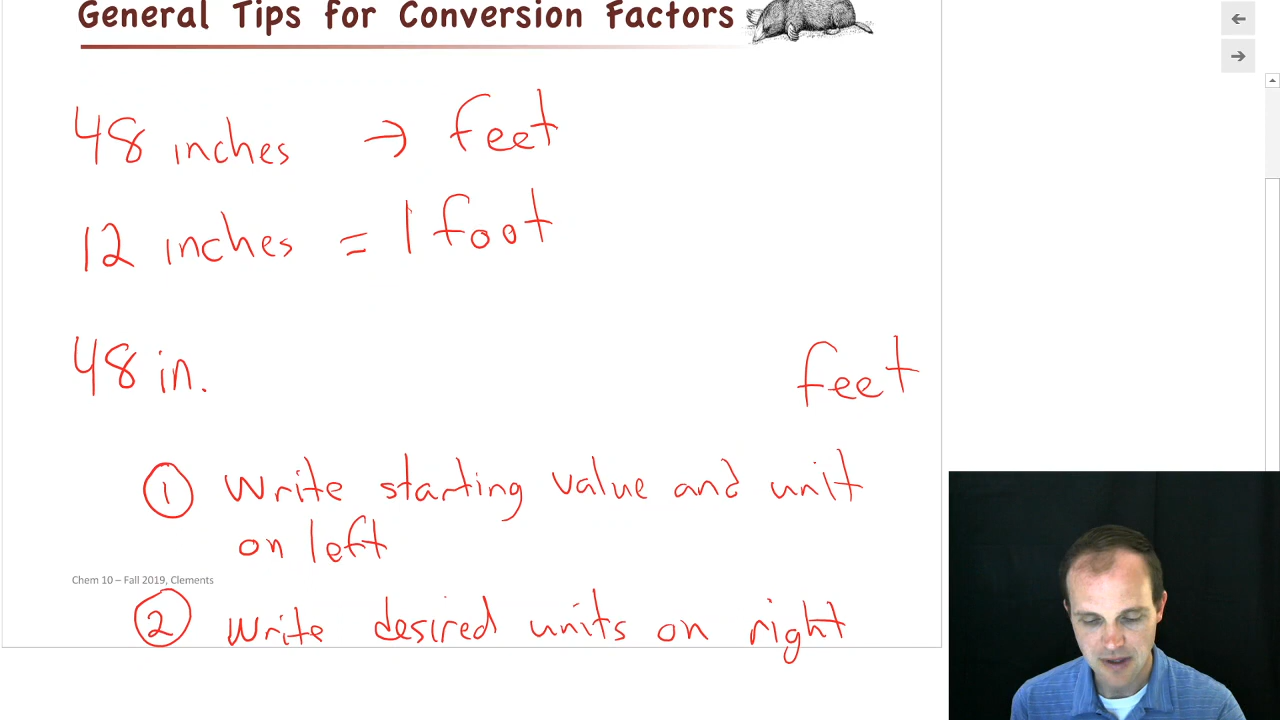 General Tips for Conversion Factors
48 inches → feet
12 inches = 1 foot
48 in. feet
① Write starting value and unit
on left
Chem 10 – Fall 2019, Clements
② Write desired units on right